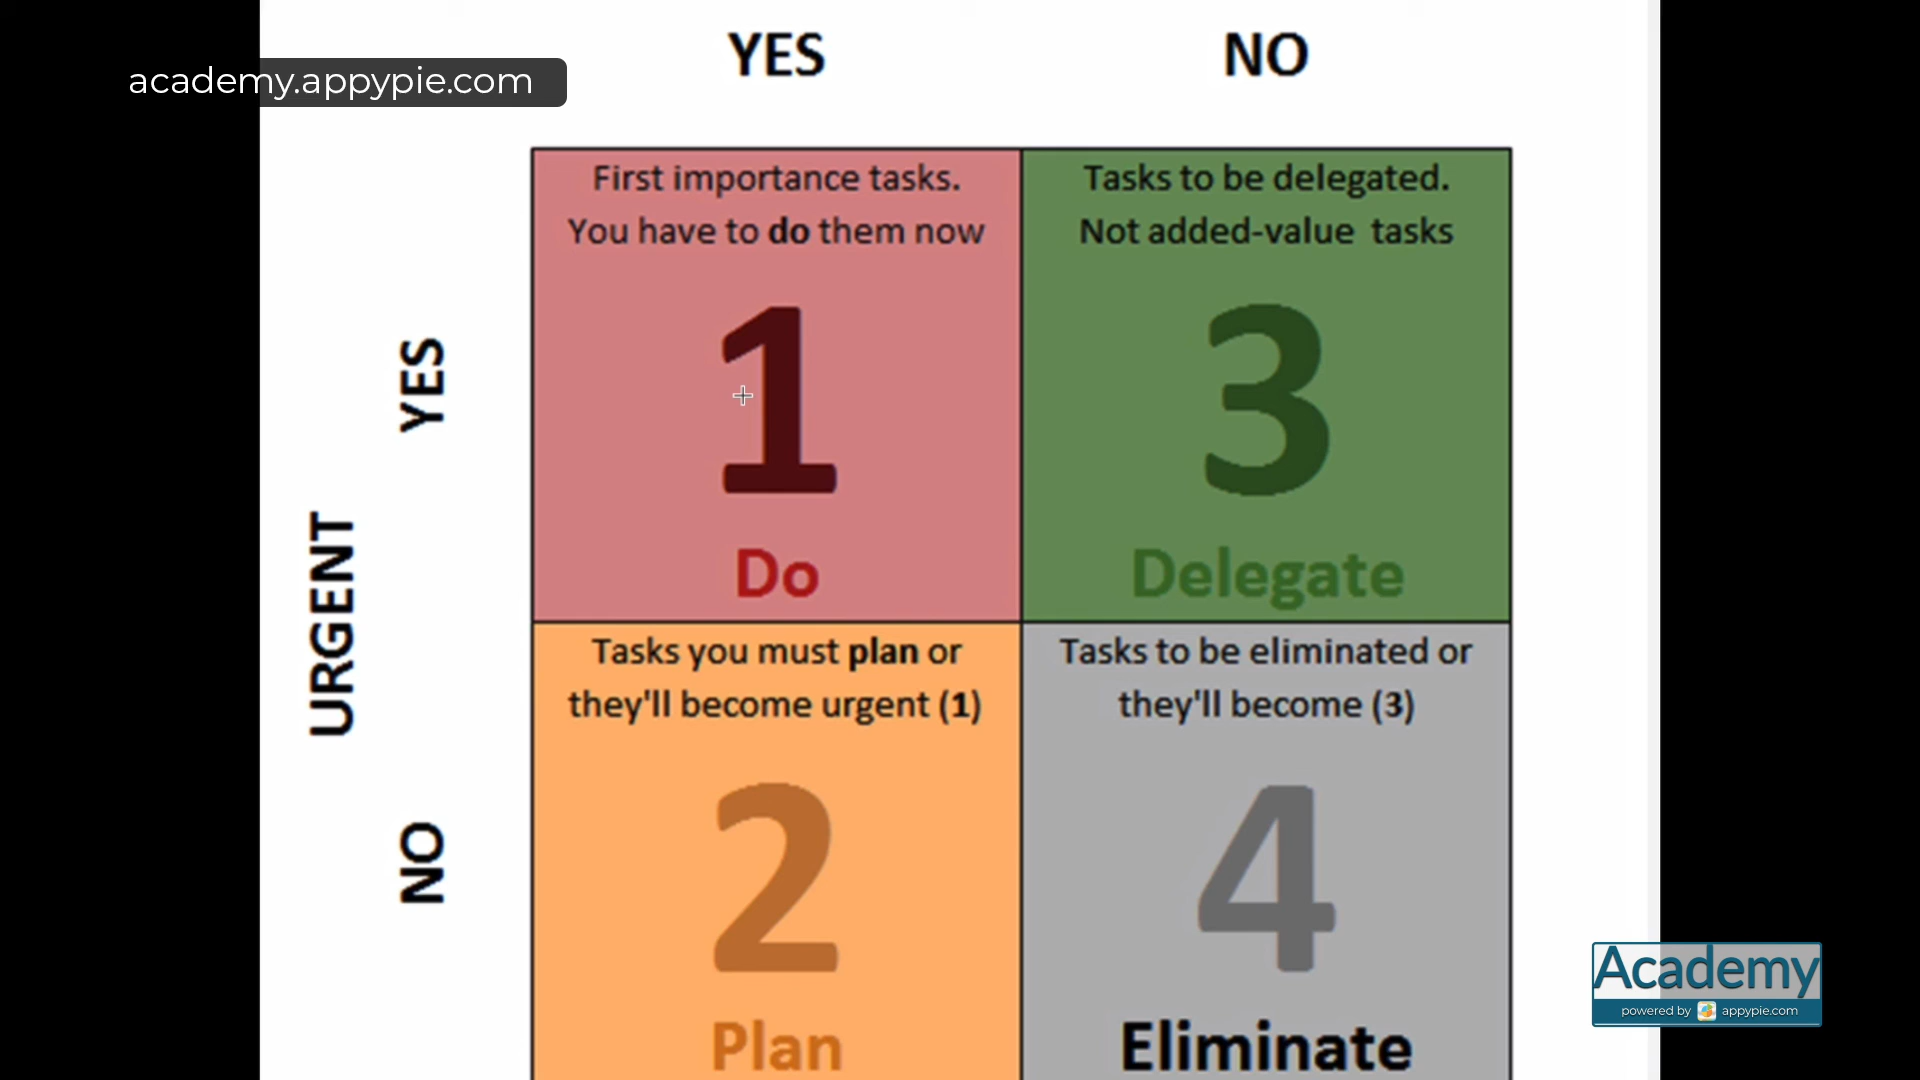 YES
NO
academy.appypie.com
First importance tasks.
You have to do them now
1
Do
Tasks to be delegated.
Not added-value tasks
3
Delegate
YES
URGENT
NO
Tasks you must plan or
they'll become urgent (1)
2
Plan
Tasks to be eliminated or
they'll become (3)
4
Eliminate
Academy
powered by appypie.com